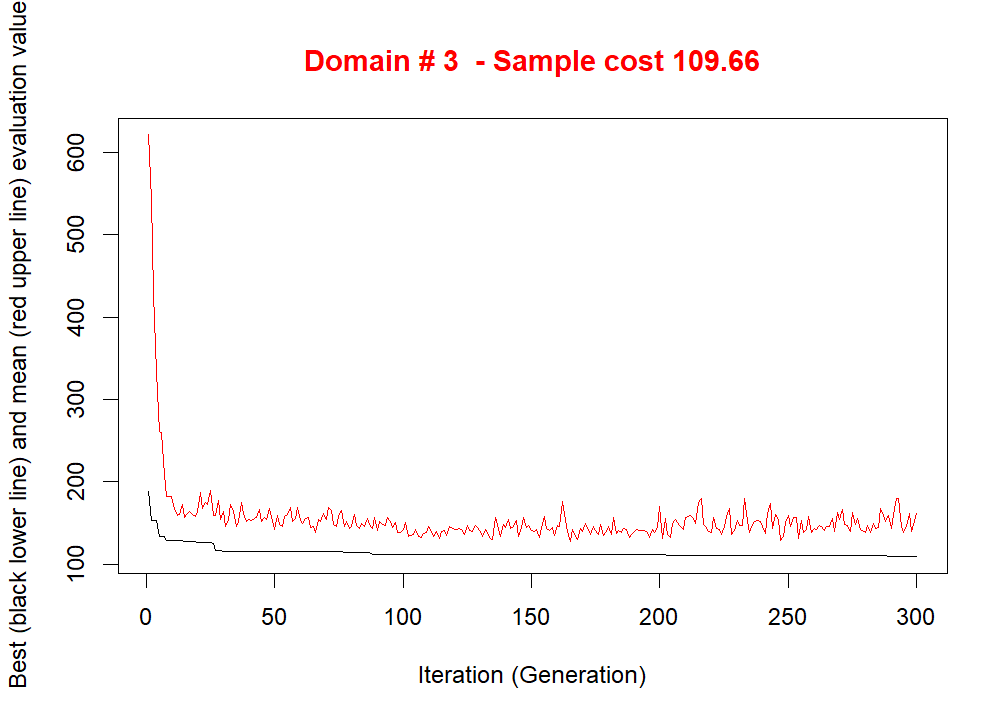 Domain # 3  - Sample cost 109.66
Best (black lower line) and mean (red upper line) evaluation value
600
500
400
300
200
100
0 50 100 150 200 250 300
Iteration (Generation)